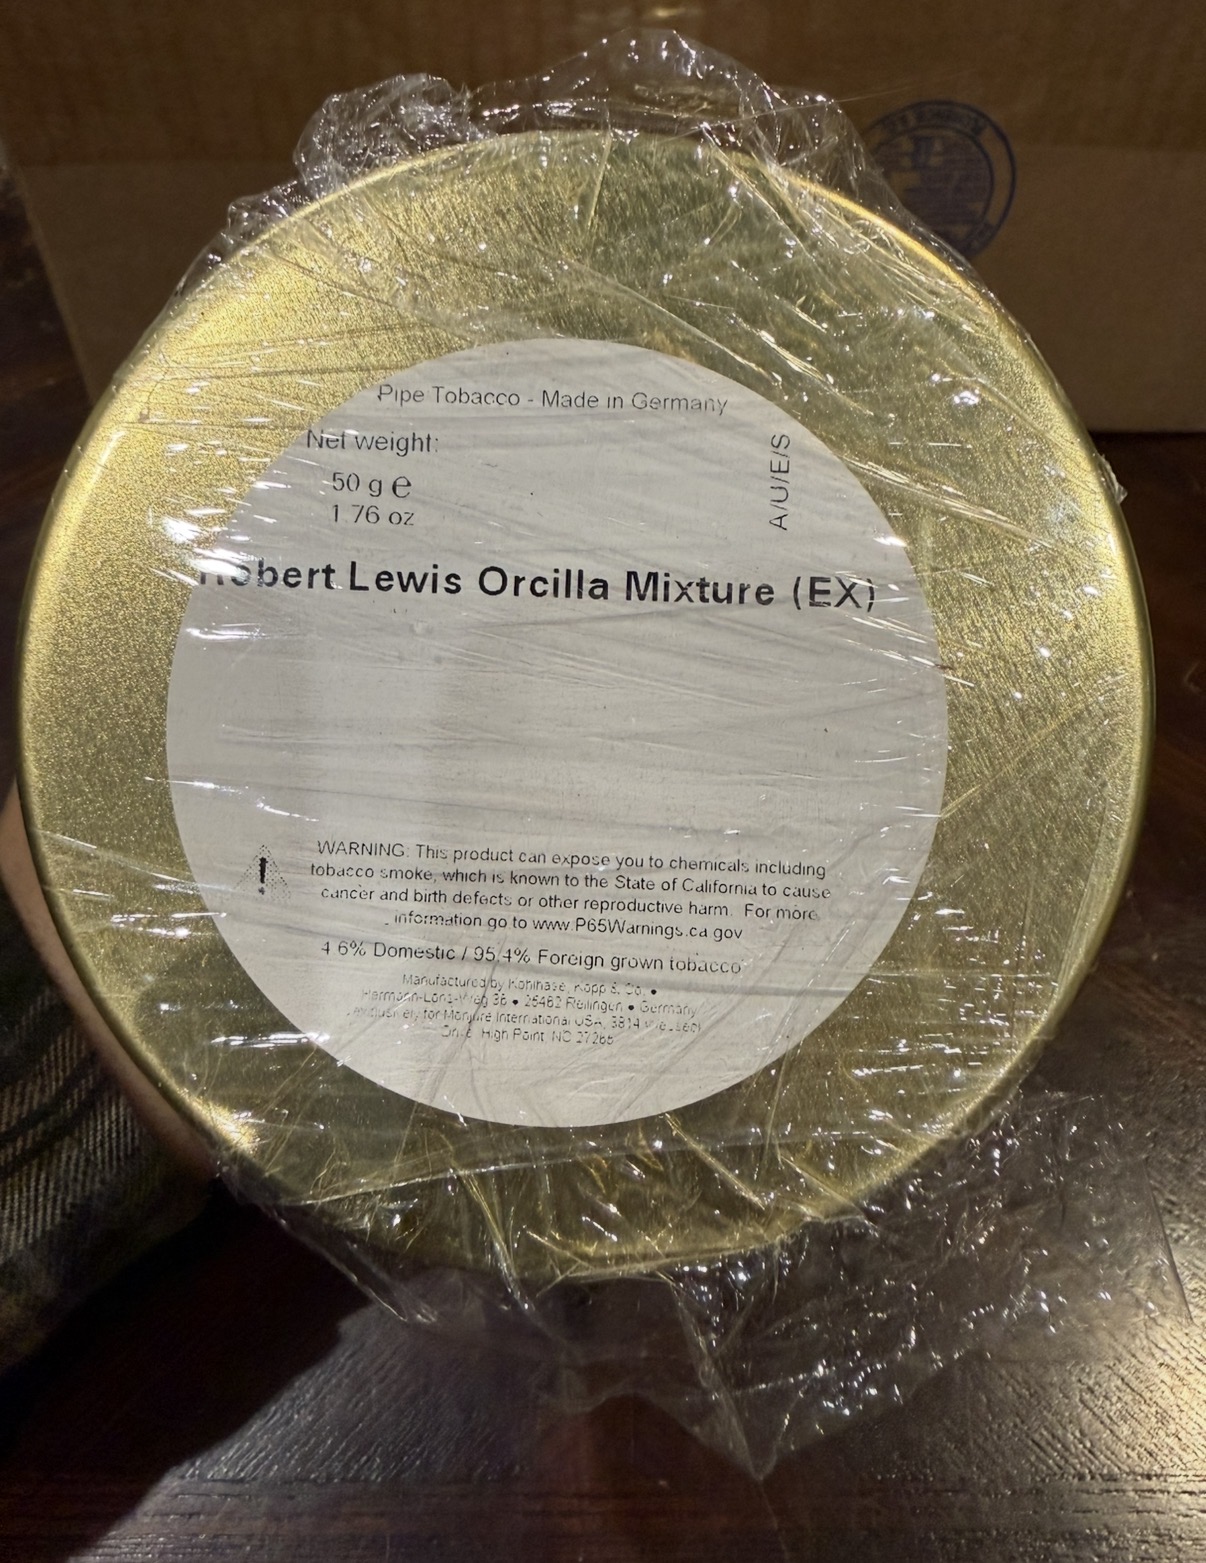 Pipe Tobacco - Made in Germany
Net weight:
50 g e
1.76 oz
A/U/E/S
Robert Lewis Orcilla Mixture (EX)
WARNING: This product can expose you to chemicals including
tobacco smoke, which is known to the State of California to cause
cancer and birth defects or other reproductive harm. For more
information go to www.P65Warnings.ca.gov
4.6% Domestic / 95.4% Foreign grown tobacco
Manufactured by Kohlhase, Kopp & Co. •
Hermann-Löns-Weg 36 • 25462 Rellingen • Germany
exclusively for Monjure International USA, 3814
Drive, High Point, NC 27265